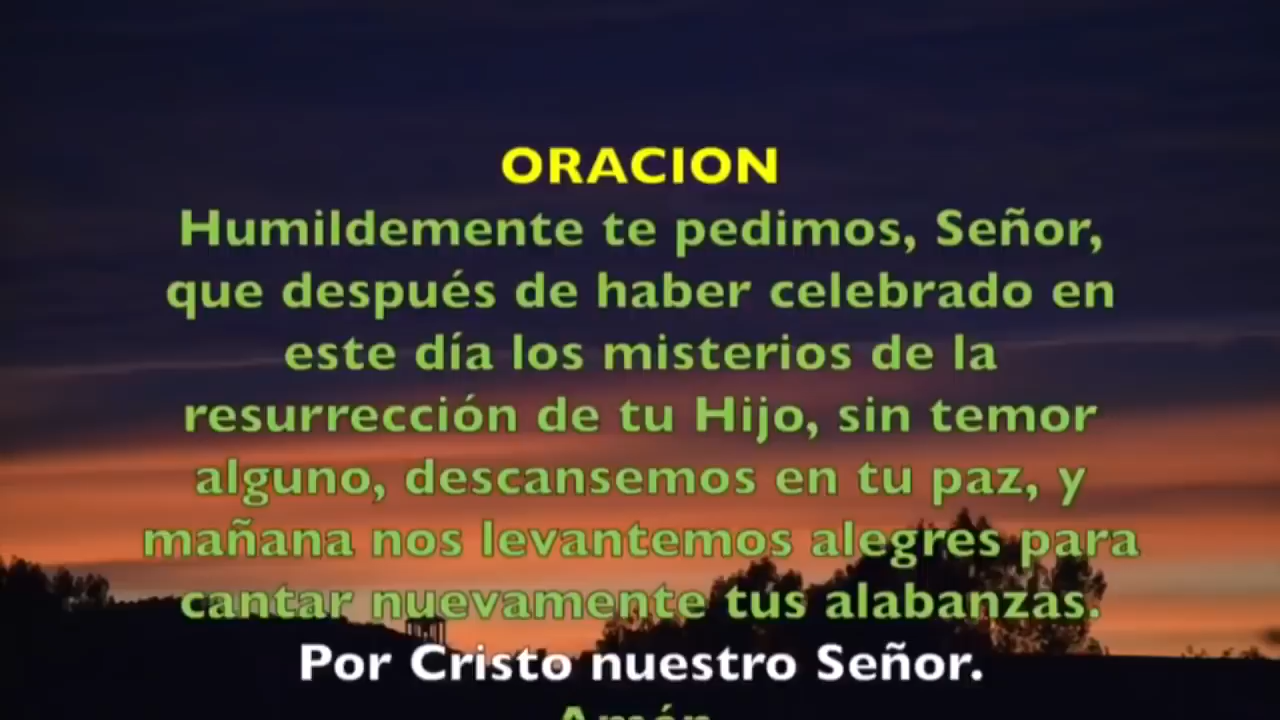 ORACION
Humildemente te pedimos, Señor,
que después de haber celebrado en
este día los misterios de la
resurrección de tu Hijo, sin temor
alguno, descansemos en tu paz, y
mañana nos levantemos alegres para
cantar nuevamente tus alabanzas.
Por Cristo nuestro Señor.
Amén